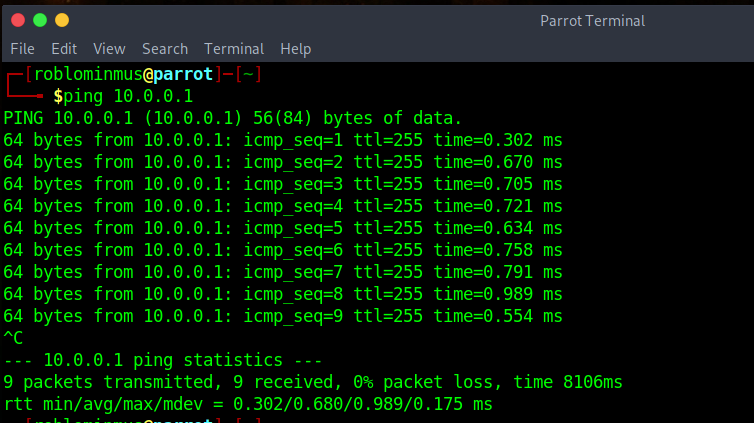 Parrot Terminal
File Edit View Search Terminal Help
┌─[roblominmus@parrot]─[~]
└──╼ $ping 10.0.0.1
PING 10.0.0.1 (10.0.0.1) 56(84) bytes of data.
64 bytes from 10.0.0.1: icmp_seq=1 ttl=255 time=0.302 ms
64 bytes from 10.0.0.1: icmp_seq=2 ttl=255 time=0.670 ms
64 bytes from 10.0.0.1: icmp_seq=3 ttl=255 time=0.705 ms
64 bytes from 10.0.0.1: icmp_seq=4 ttl=255 time=0.721 ms
64 bytes from 10.0.0.1: icmp_seq=5 ttl=255 time=0.634 ms
64 bytes from 10.0.0.1: icmp_seq=6 ttl=255 time=0.758 ms
64 bytes from 10.0.0.1: icmp_seq=7 ttl=255 time=0.791 ms
64 bytes from 10.0.0.1: icmp_seq=8 ttl=255 time=0.989 ms
64 bytes from 10.0.0.1: icmp_seq=9 ttl=255 time=0.554 ms
^C
--- 10.0.0.1 ping statistics ---
9 packets transmitted, 9 received, 0% packet loss, time 8106ms
rtt min/avg/max/mdev = 0.302/0.680/0.989/0.175 ms
┌─[roblominmus@parrot]─[~]